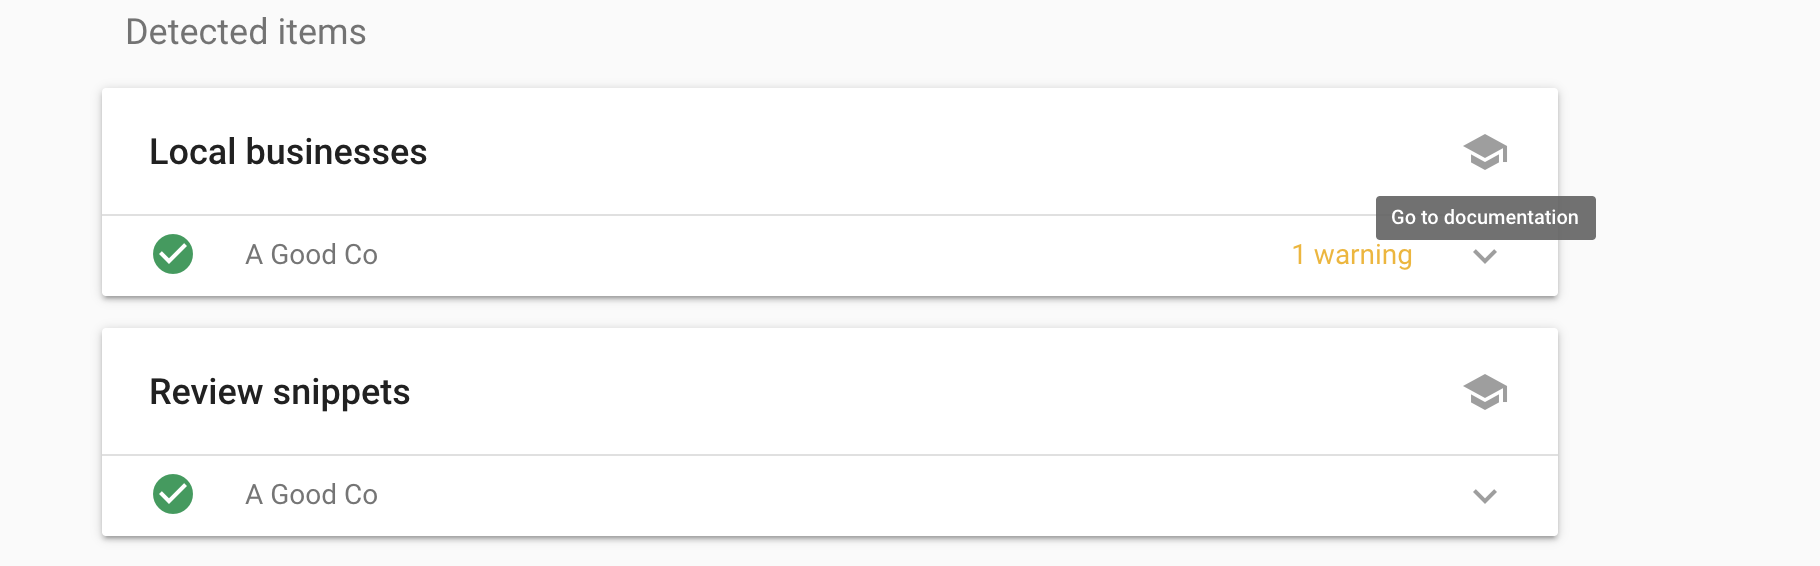 Detected items
Local businesses
Go to documentation
A Good Co
1 warning
Review snippets
A Good Co